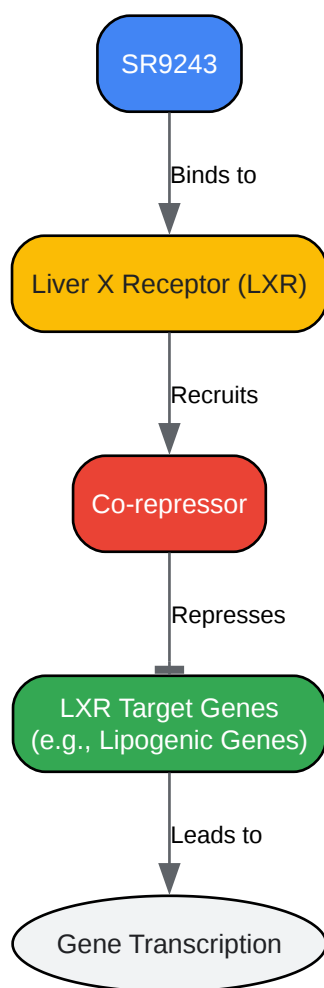 SR9243
Binds to
Liver X Receptor (LXR)
Recruits
Co-repressor
Represses
LXR Target Genes
(e.g., Lipogenic Genes)
Leads to
Gene Transcription